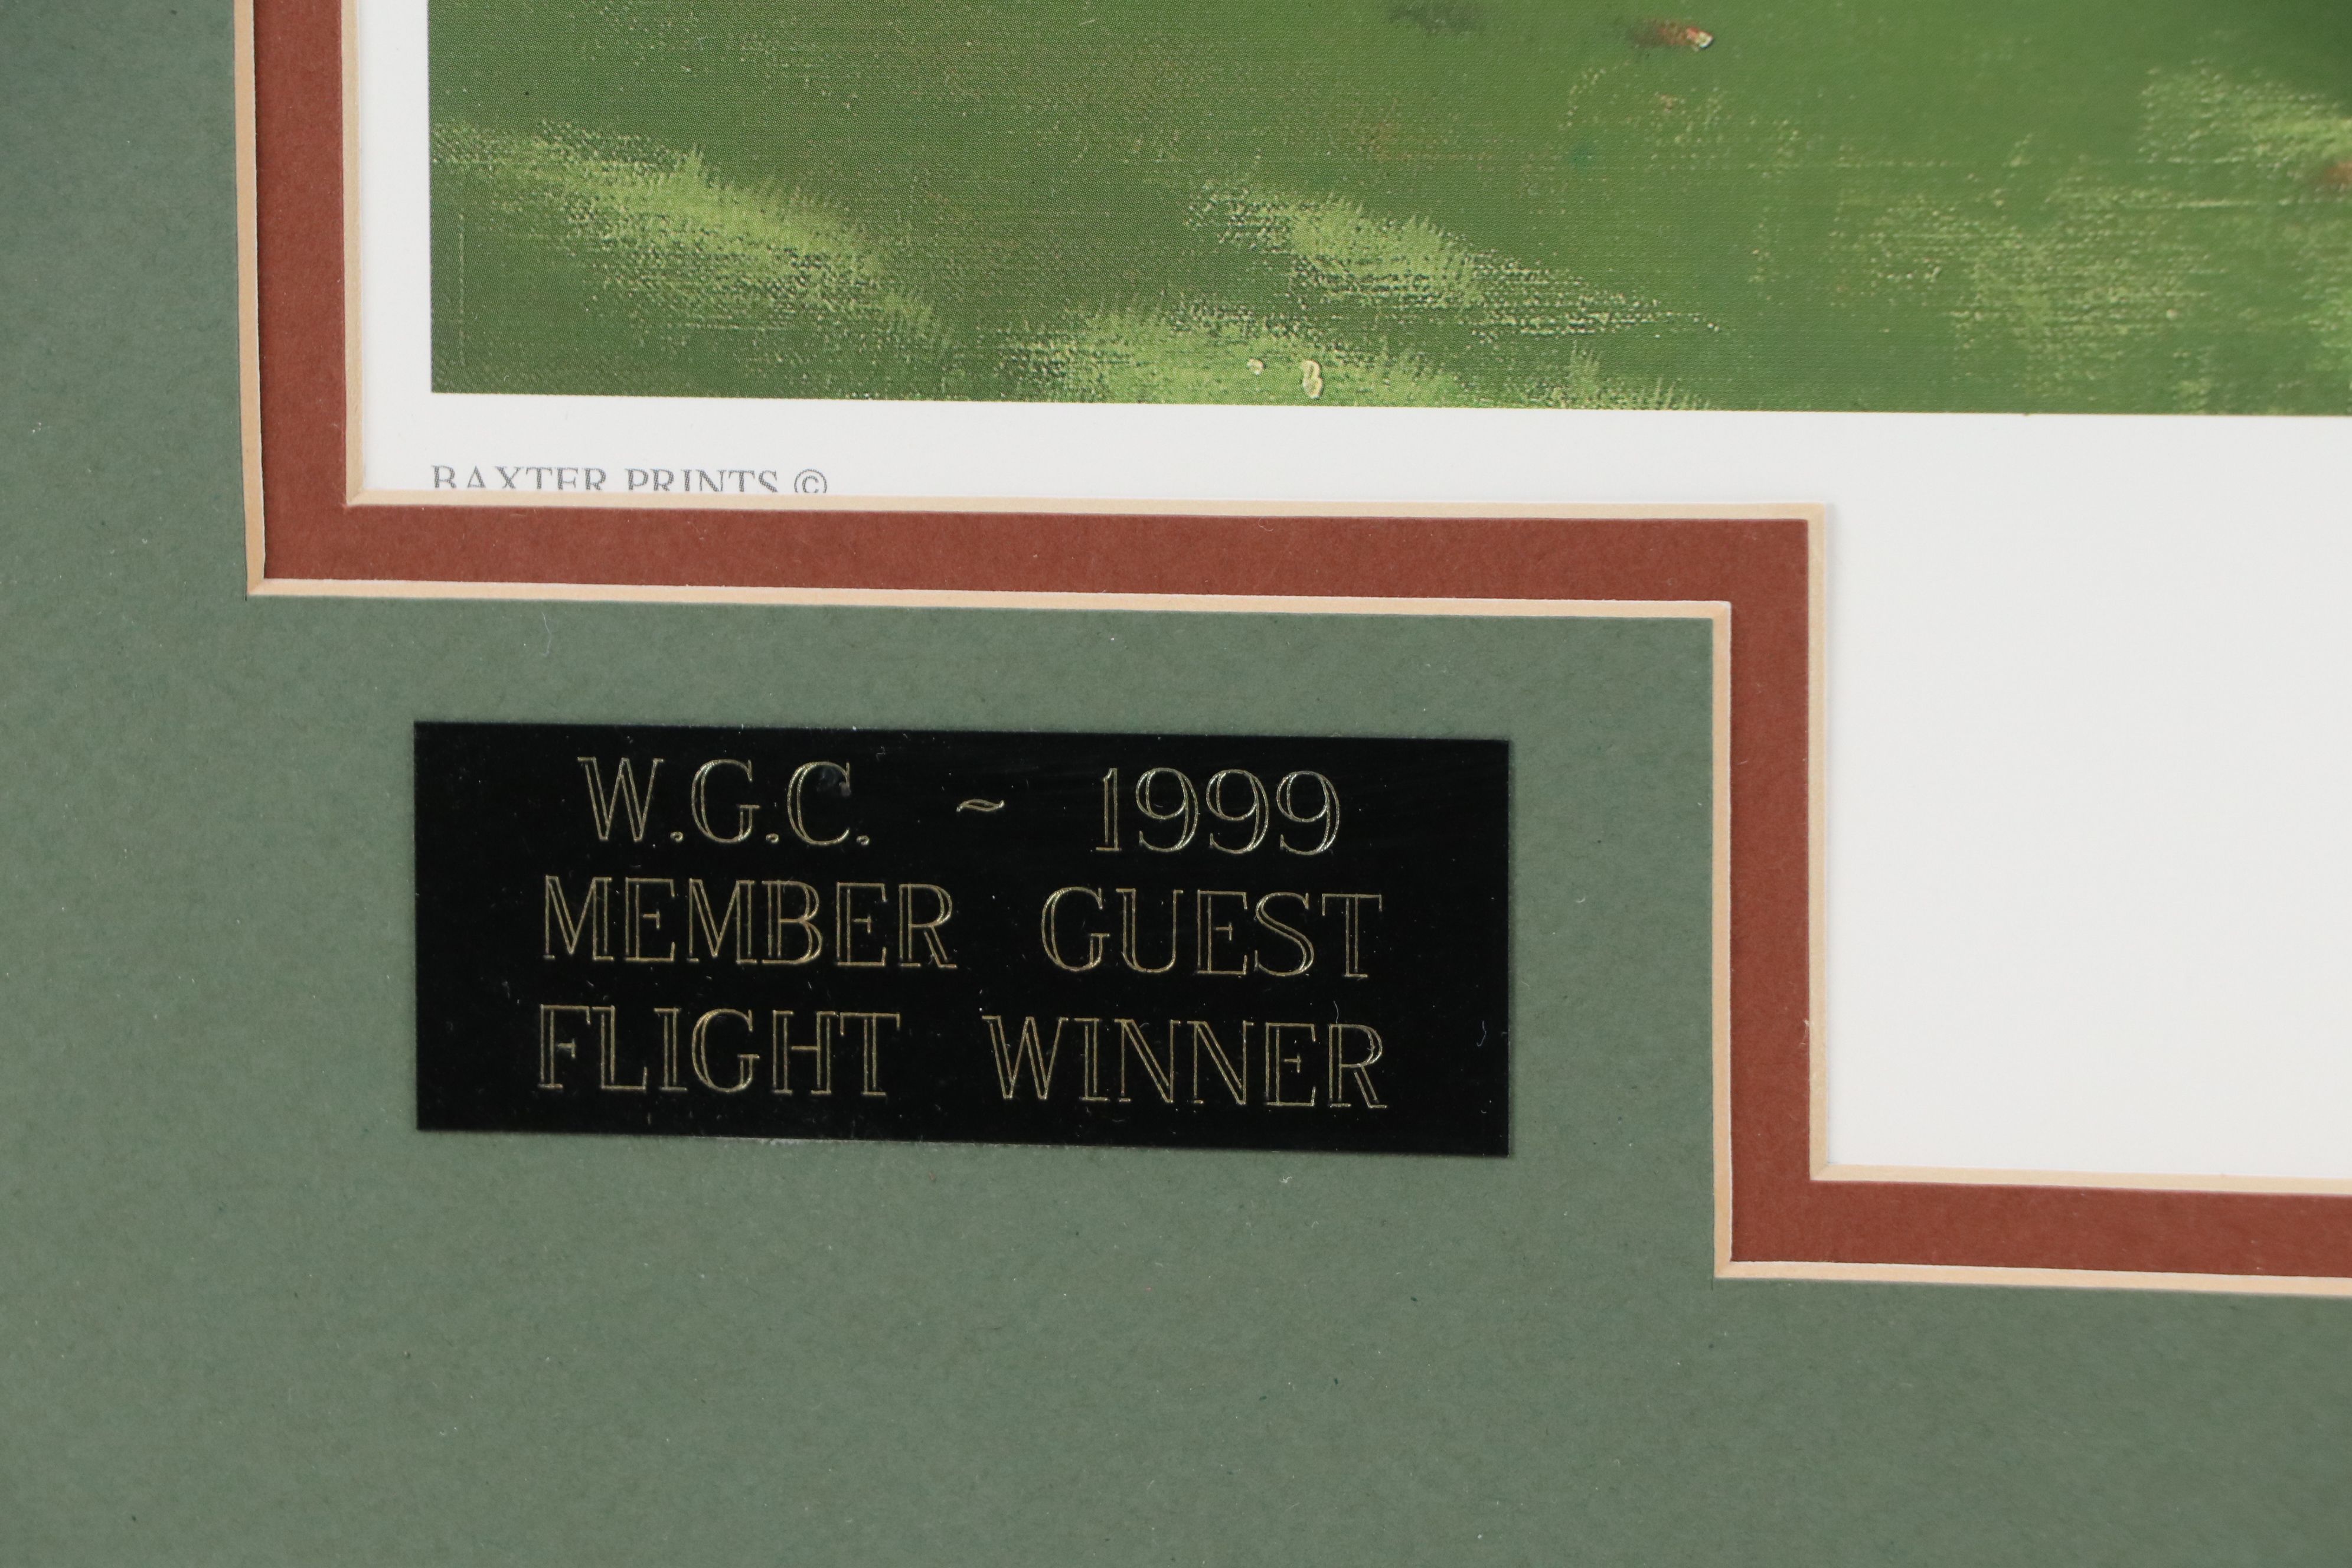 BAXTER PRINTS ©
W.G.C. ~ 1999
MEMBER GUEST
FLIGHT WINNER